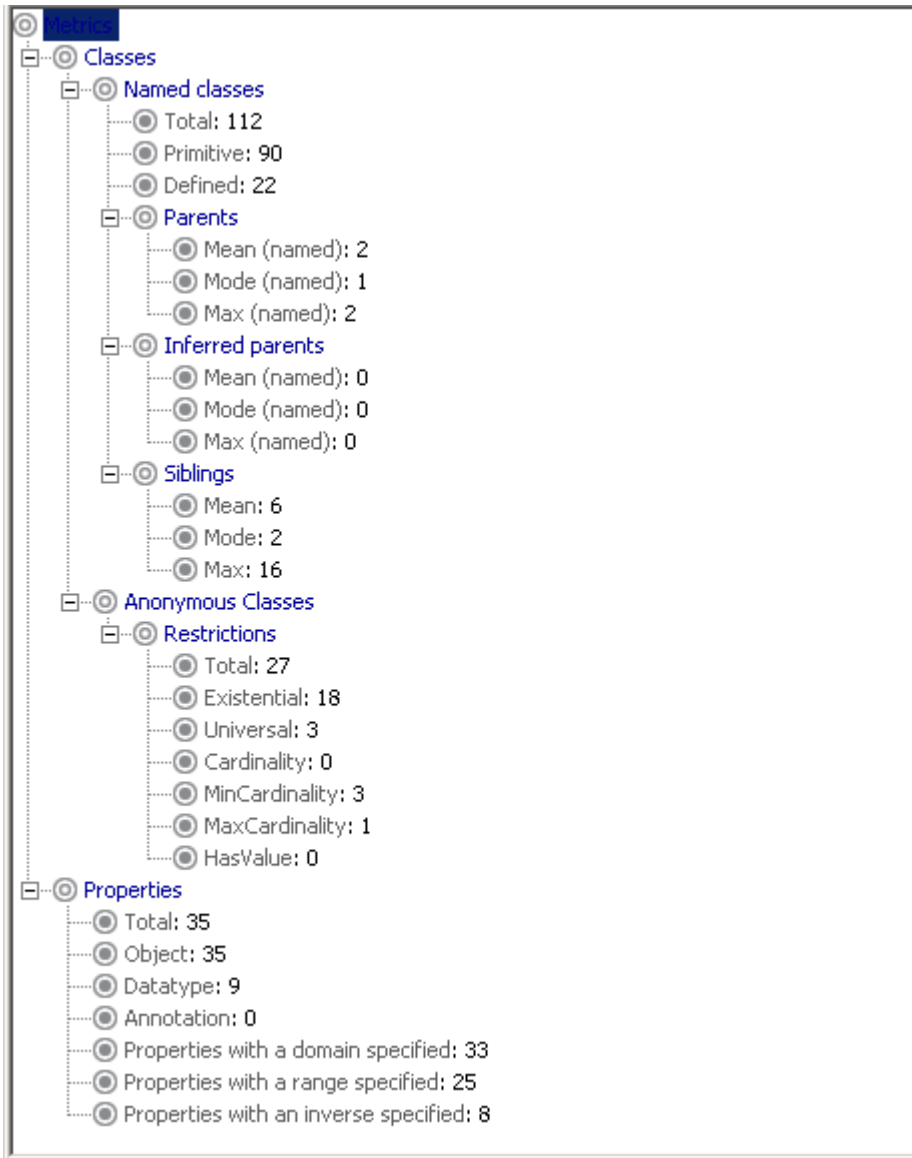 Metrics
Classes
Named classes
Total: 112
Primitive: 90
Defined: 22
Parents
Mean (named): 2
Mode (named): 1
Max (named): 2
Inferred parents
Mean (named): 0
Mode (named): 0
Max (named): 0
Siblings
Mean: 6
Mode: 2
Max: 16
Anonymous Classes
Restrictions
Total: 27
Existential: 18
Universal: 3
Cardinality: 0
MinCardinality: 3
MaxCardinality: 1
HasValue: 0
Properties
Total: 35
Object: 35
Datatype: 9
Annotation: 0
Properties with a domain specified: 33
Properties with a range specified: 25
Properties with an inverse specified: 8